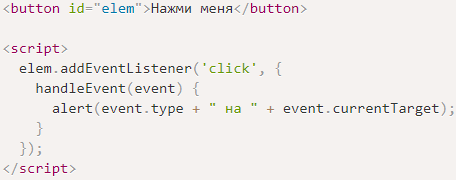 <button id="elem">Нажми меня</button>

<script>
  elem.addEventListener('click', {
    handleEvent(event) {
      alert(event.type + " на " + event.currentTarget);
    }
  });
</script>